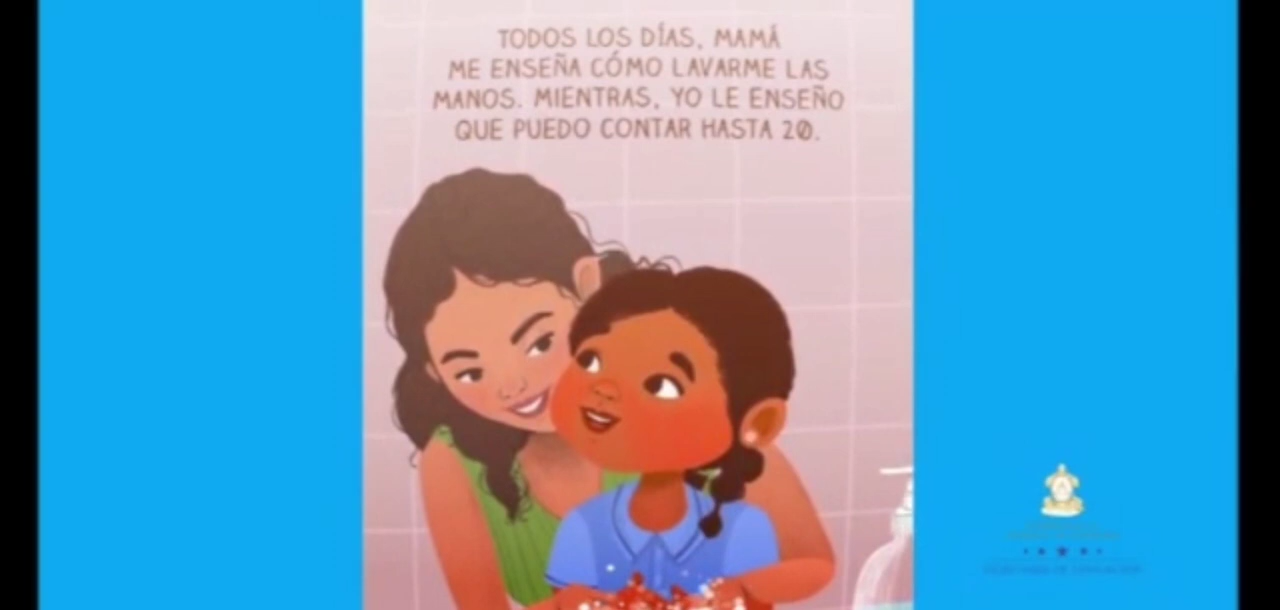 TODOS LOS DÍAS, MAMÁ
ME ENSEÑA CÓMO LAVARME LAS
MANOS. MIENTRAS, YO LE ENSEÑO
QUE PUEDO CONTAR HASTA 20.